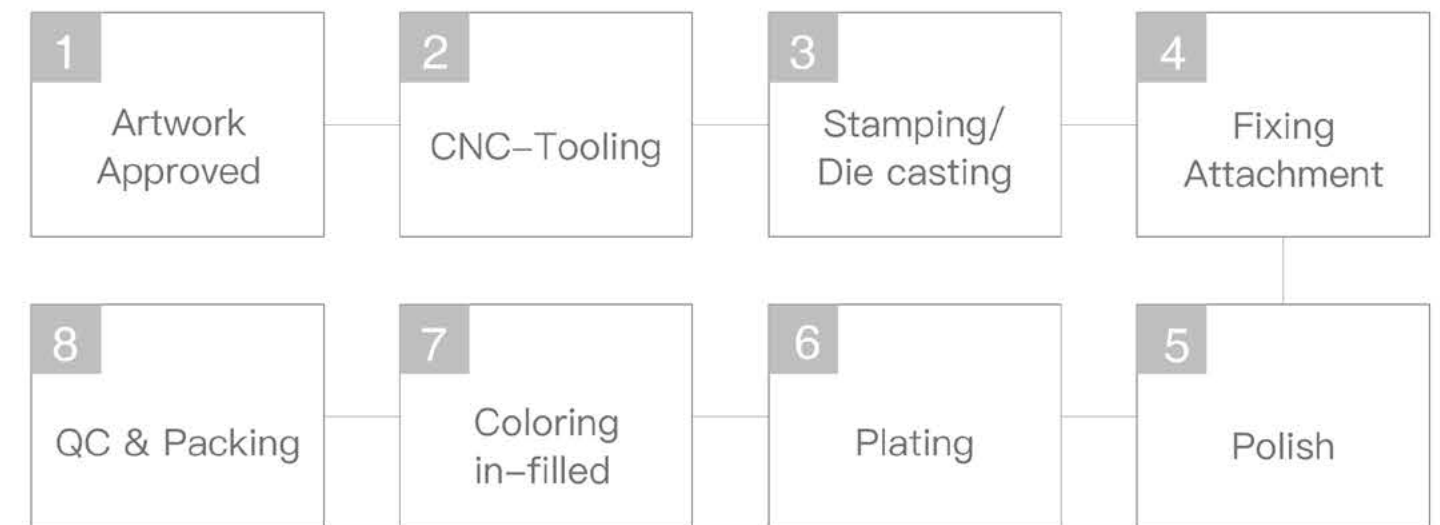 1
Artwork
Approved
2
CNC–Tooling
3
Stamping/
Die casting
4
Fixing
Attachment
5
Polish
6
Plating
7
Coloring
in–filled
8
QC & Packing